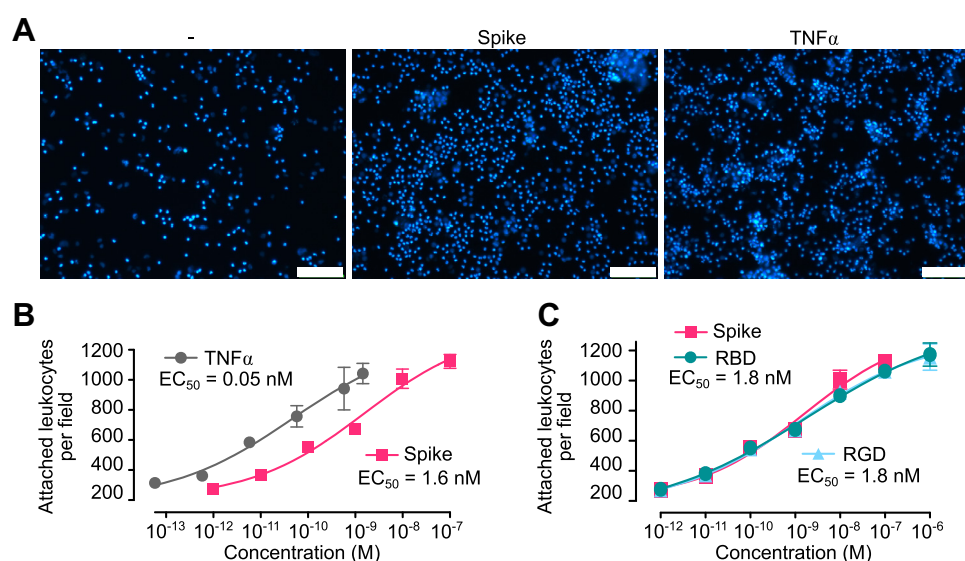 A
-
Spike
TNFα
B
Attached leukocytes
per field
1200
1000
800
600
400
200
TNFα
EC50 = 0.05 nM
Spike
EC50 = 1.6 nM
10-13
10-12
10-11
10-10
10-9
10-8
10-7
Concentration (M)
C
Attached leukocytes
per field
1200
1000
800
600
400
200
Spike
RBD
EC50 = 1.8 nM
RGD
EC50 = 1.8 nM
10-12
10-11
10-10
10-9
10-8
10-7
10-6
Concentration (M)